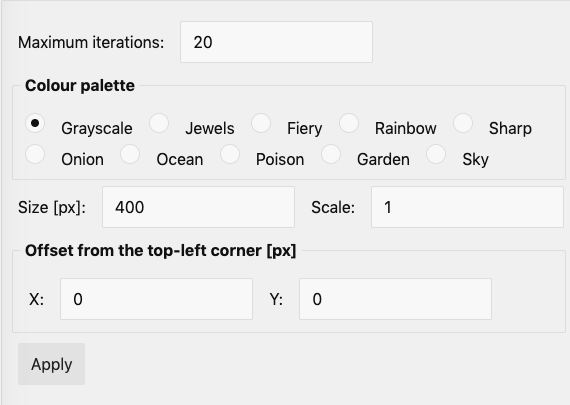 Maximum iterations: 20
Colour palette
Grayscale Jewels Fiery Rainbow Sharp
Onion Ocean Poison Garden Sky
Size [px]: 400 Scale: 1
Offset from the top-left corner [px]
X: 0 Y: 0
Apply